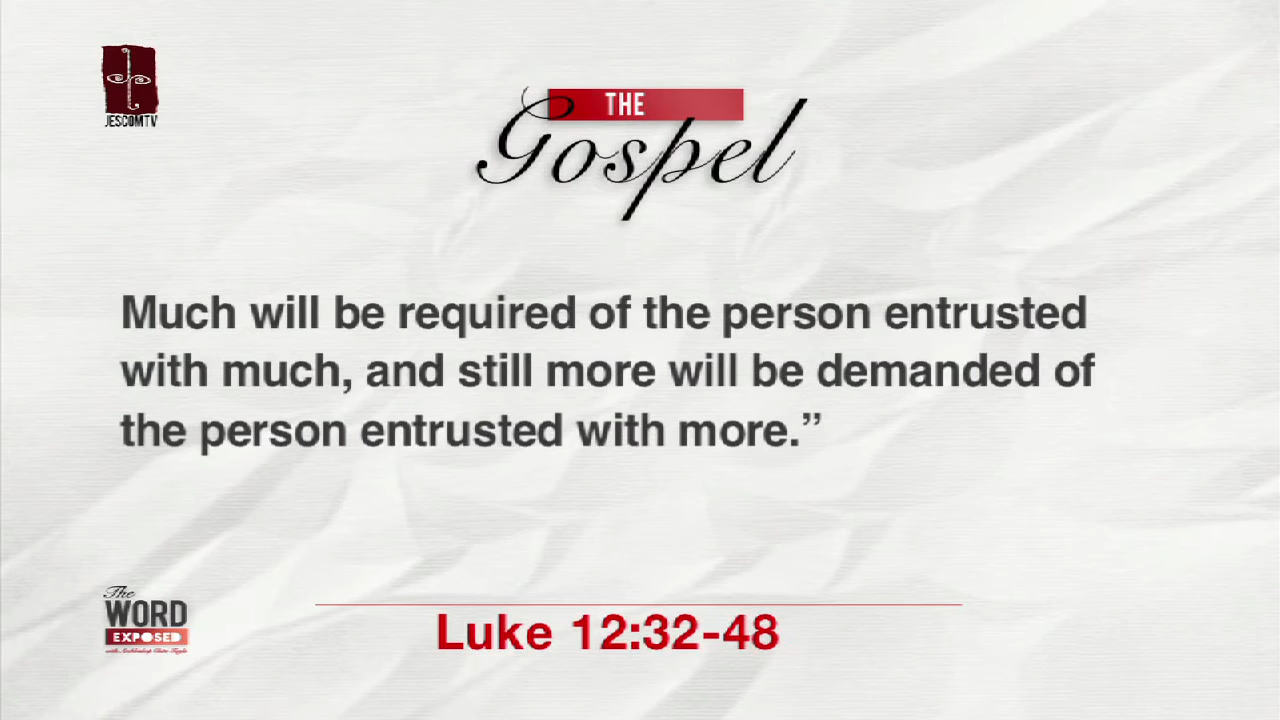 JESCOMTV
THE
Gospel
Much will be required of the person entrusted
with much, and still more will be demanded of
the person entrusted with more.”
The
WORD
EXPOSED
Luke 12:32-48